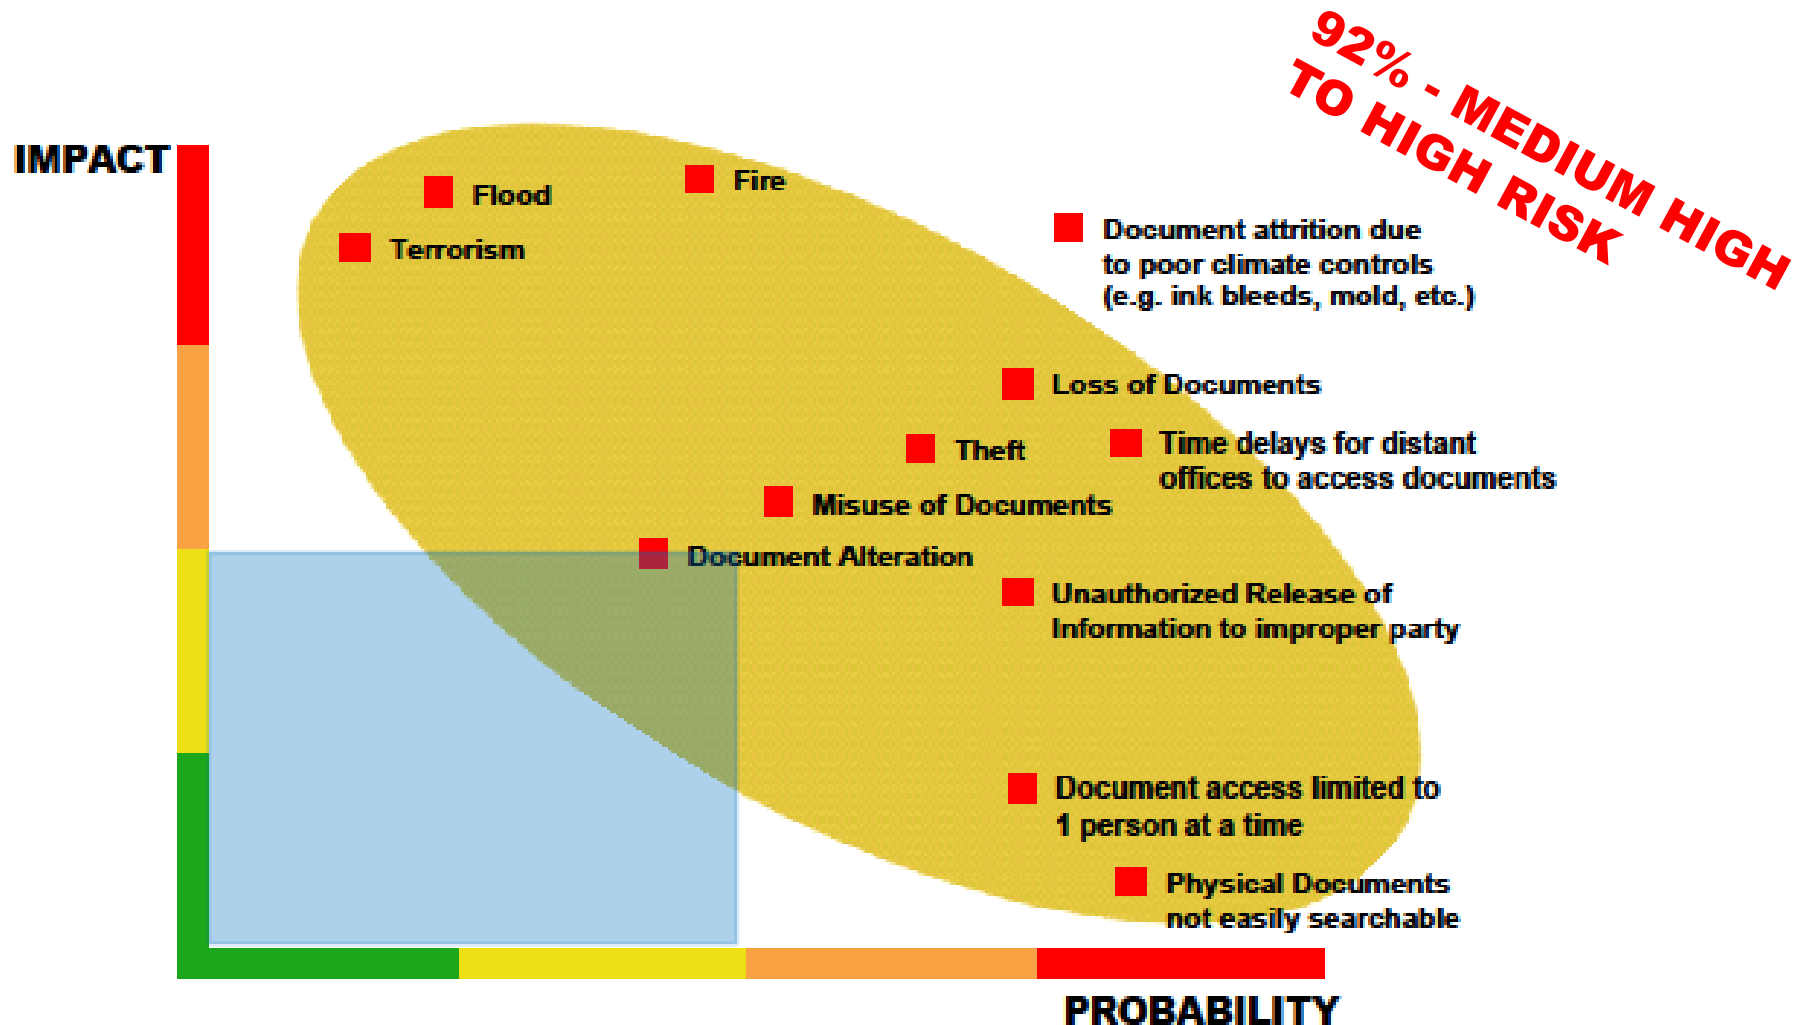 92% - MEDIUM HIGH
TO HIGH RISK
IMPACT
Flood
Fire
Terrorism
Document attrition due
to poor climate controls
(e.g. ink bleeds, mold, etc.)
Loss of Documents
Theft
Time delays for distant
offices to access documents
Misuse of Documents
Document Alteration
Unauthorized Release of
Information to improper party
Document access limited to
1 person at a time
Physical Documents
not easily searchable
PROBABILITY